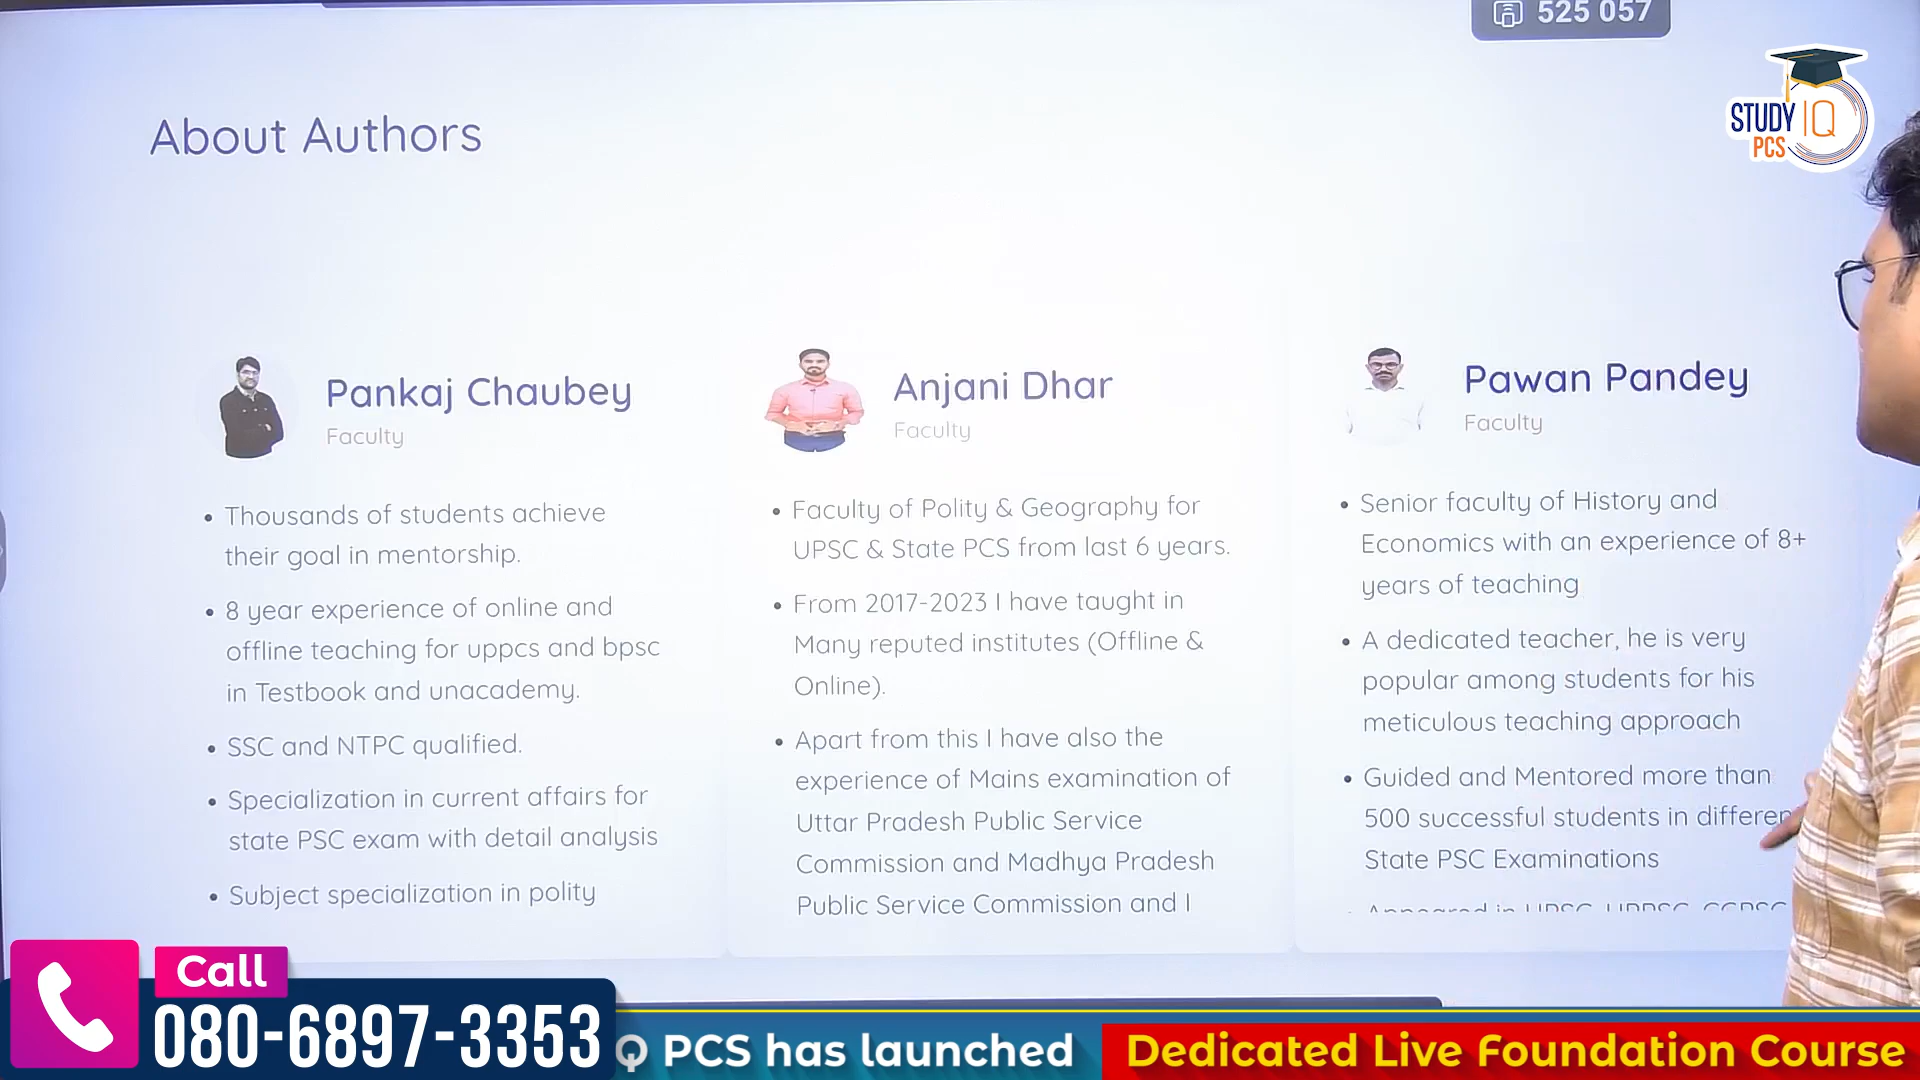 525 057
STUDY IQ
PCS
About Authors
Pankaj Chaubey
Faculty
• Thousands of students achieve
their goal in mentorship.
• 8 year experience of online and
offline teaching for uppcs and bpsc
in Testbook and unacademy.
• SSC and NTPC qualified.
• Specialization in current affairs for
state PSC exam with detail analysis
• Subject specialization in polity
Anjani Dhar
Faculty
• Faculty of Polity & Geography for
UPSC & State PCS from last 6 years.
• From 2017-2023 I have taught in
Many reputed institutes (Offline &
Online).
• Apart from this I have also the
experience of Mains examination of
Uttar Pradesh Public Service
Commission and Madhya Pradesh
Public Service Commission and I
Pawan Pandey
Faculty
• Senior faculty of History and
Economics with an experience of 8+
years of teaching
• A dedicated teacher, he is very
popular among students for his
meticulous teaching approach
• Guided and Mentored more than
500 successful students in differen
State PSC Examinations
Call
080-6897-3353
Q PCS has launched
Dedicated Live Foundation Course